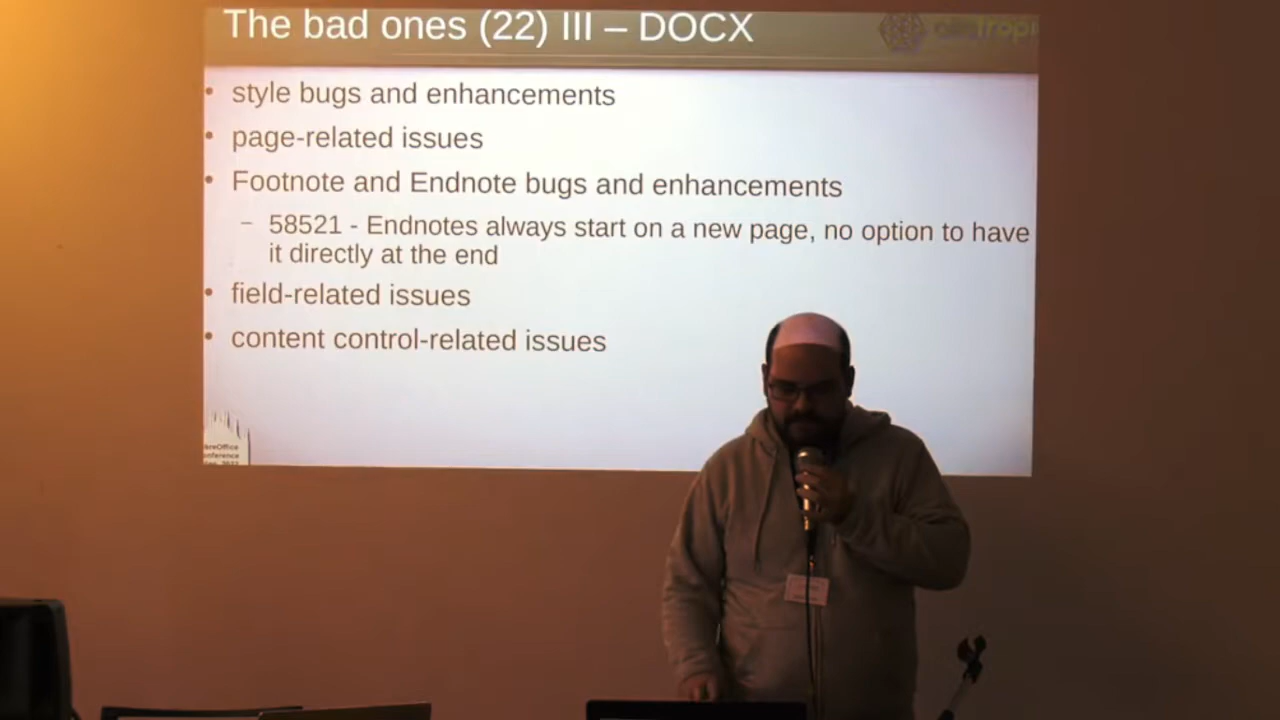 The bad ones (22) III – DOCX
• style bugs and enhancements
• page-related issues
• Footnote and Endnote bugs and enhancements
– 58521 - Endnotes always start on a new page, no option to have
it directly at the end
• field-related issues
• content control-related issues
breOffice
onference